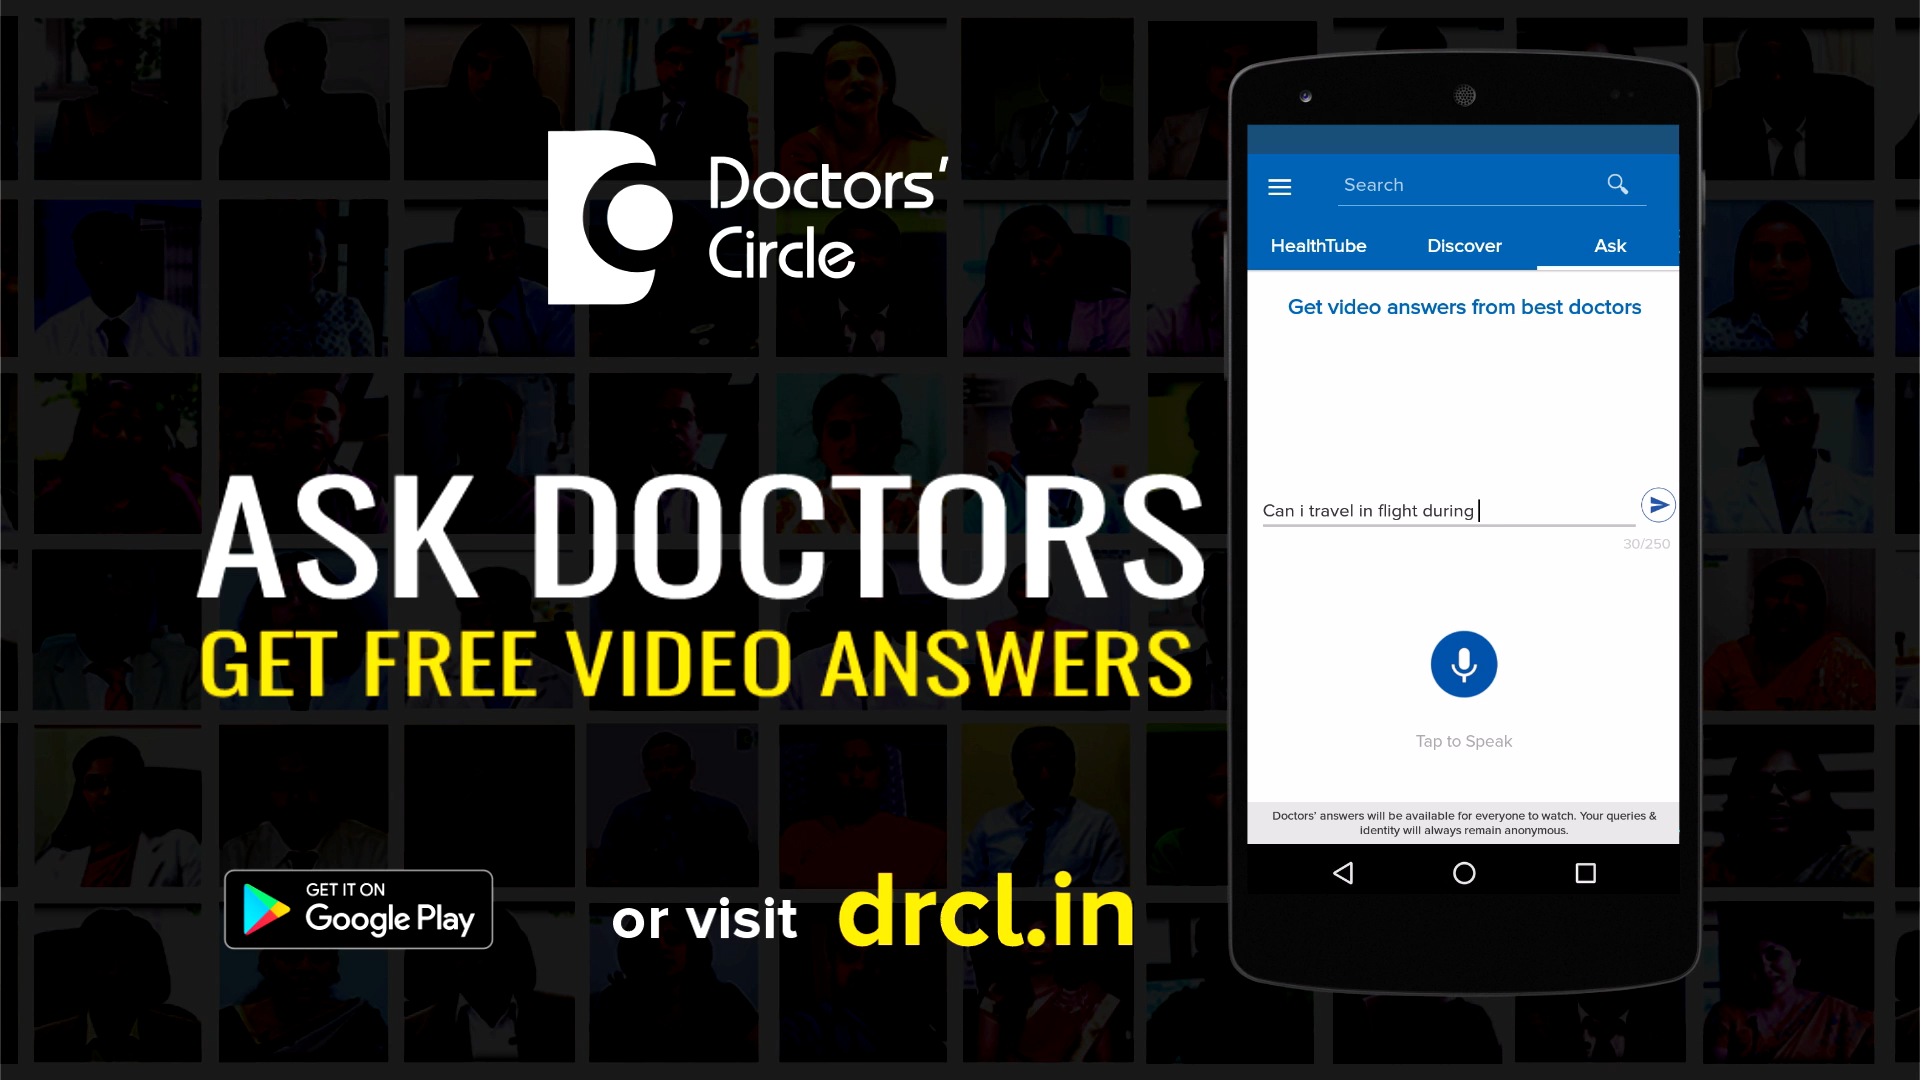 Doctors'
Circle
ASK DOCTORS
GET FREE VIDEO ANSWERS
GET IT ON
Google Play
or visit drcl.in
Search
HealthTube Discover Ask
Get video answers from best doctors
Can i travel in flight during
30/250
Tap to Speak
Doctors' answers will be available for everyone to watch. Your queries &
identity will always remain anonymous.